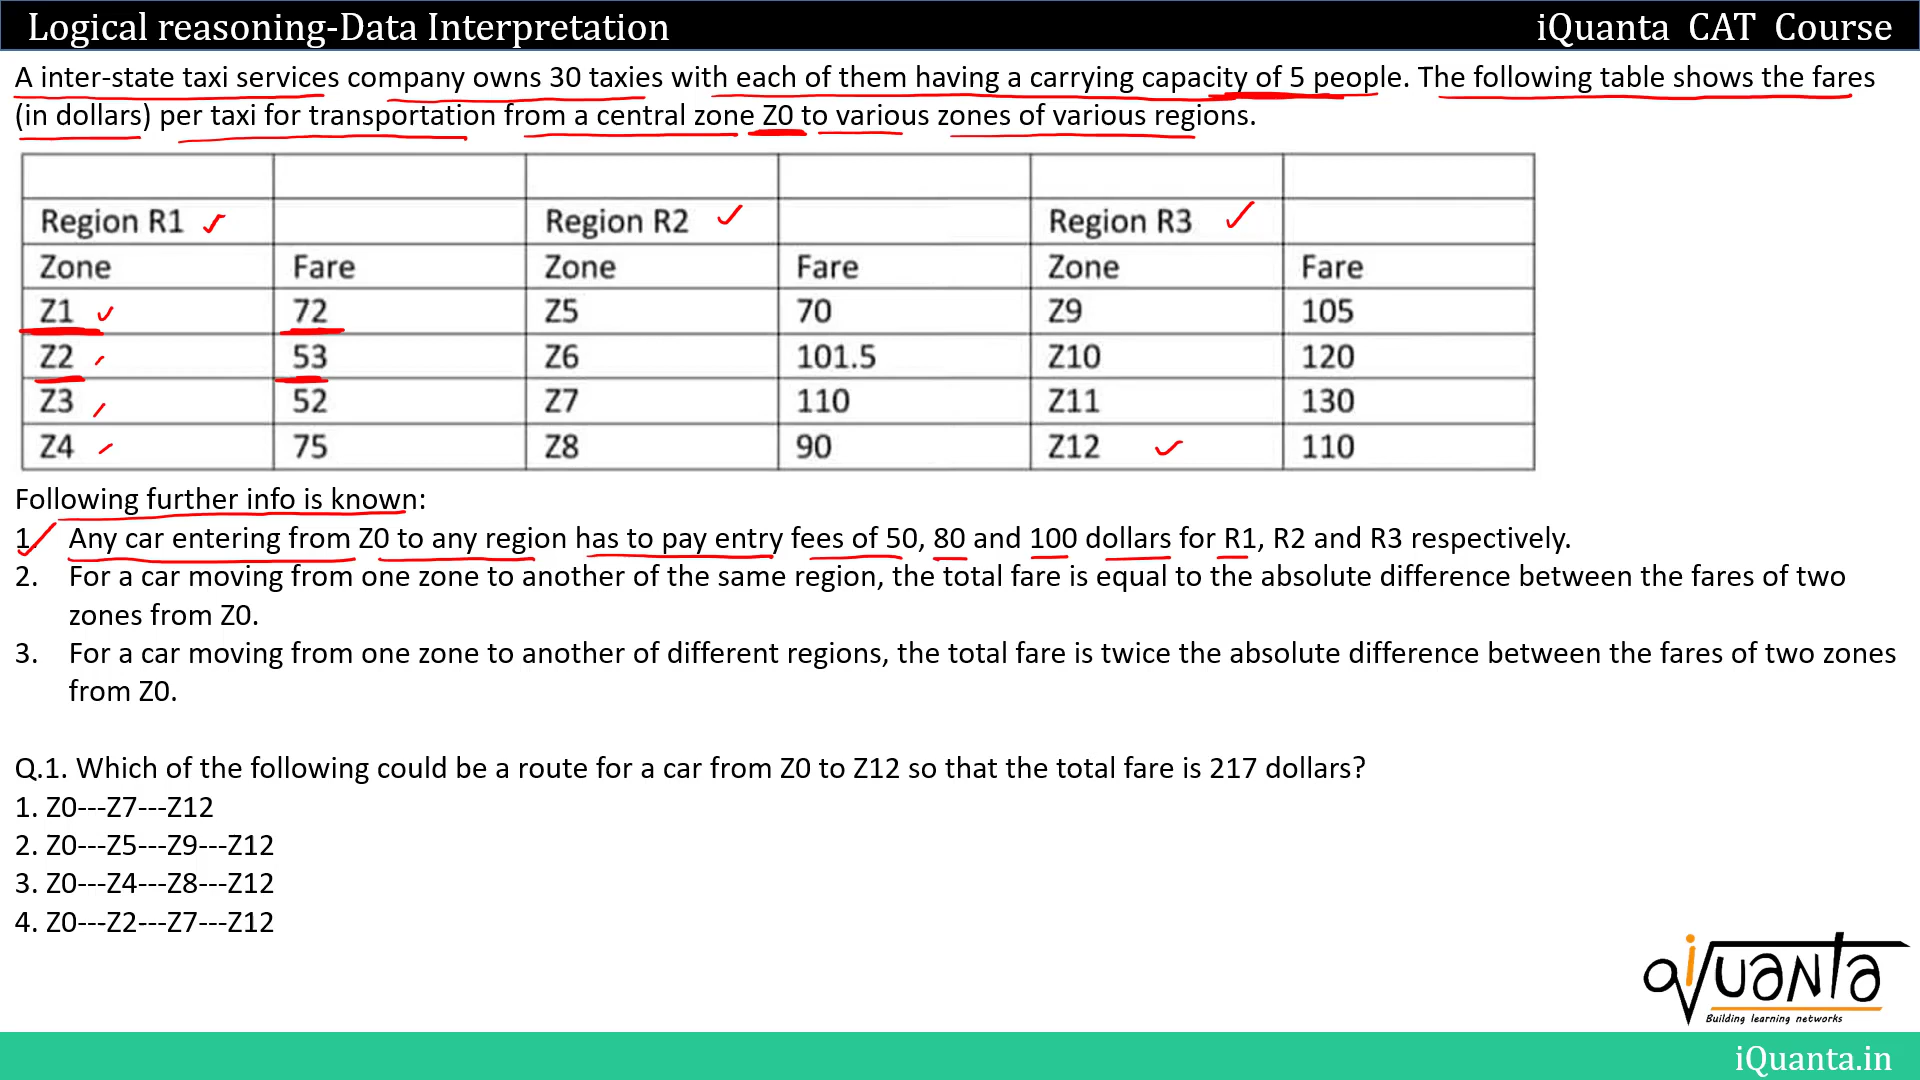 Logical reasoning-Data Interpretation iQuanta CAT Course
A inter-state taxi services company owns 30 taxies with each of them having a carrying capacity of 5 people. The following table shows the fares
(in dollars) per taxi for transportation from a central zone Z0 to various zones of various regions.
Region R1 Region R2 Region R3
Zone Fare Zone Fare Zone Fare
Z1 72 Z5 70 Z9 105
Z2 53 Z6 101.5 Z10 120
Z3 52 Z7 110 Z11 130
Z4 75 Z8 90 Z12 110
Following further info is known:
1. Any car entering from Z0 to any region has to pay entry fees of 50, 80 and 100 dollars for R1, R2 and R3 respectively.
2. For a car moving from one zone to another of the same region, the total fare is equal to the absolute difference between the fares of two
zones from Z0.
3. For a car moving from one zone to another of different regions, the total fare is twice the absolute difference between the fares of two zones
from Z0.
Q.1. Which of the following could be a route for a car from Z0 to Z12 so that the total fare is 217 dollars?
1. Z0---Z7---Z12
2. Z0---Z5---Z9---Z12
3. Z0---Z4---Z8---Z12
4. Z0---Z2---Z7---Z12
iQuanta
Building learning networks
iQuanta.in